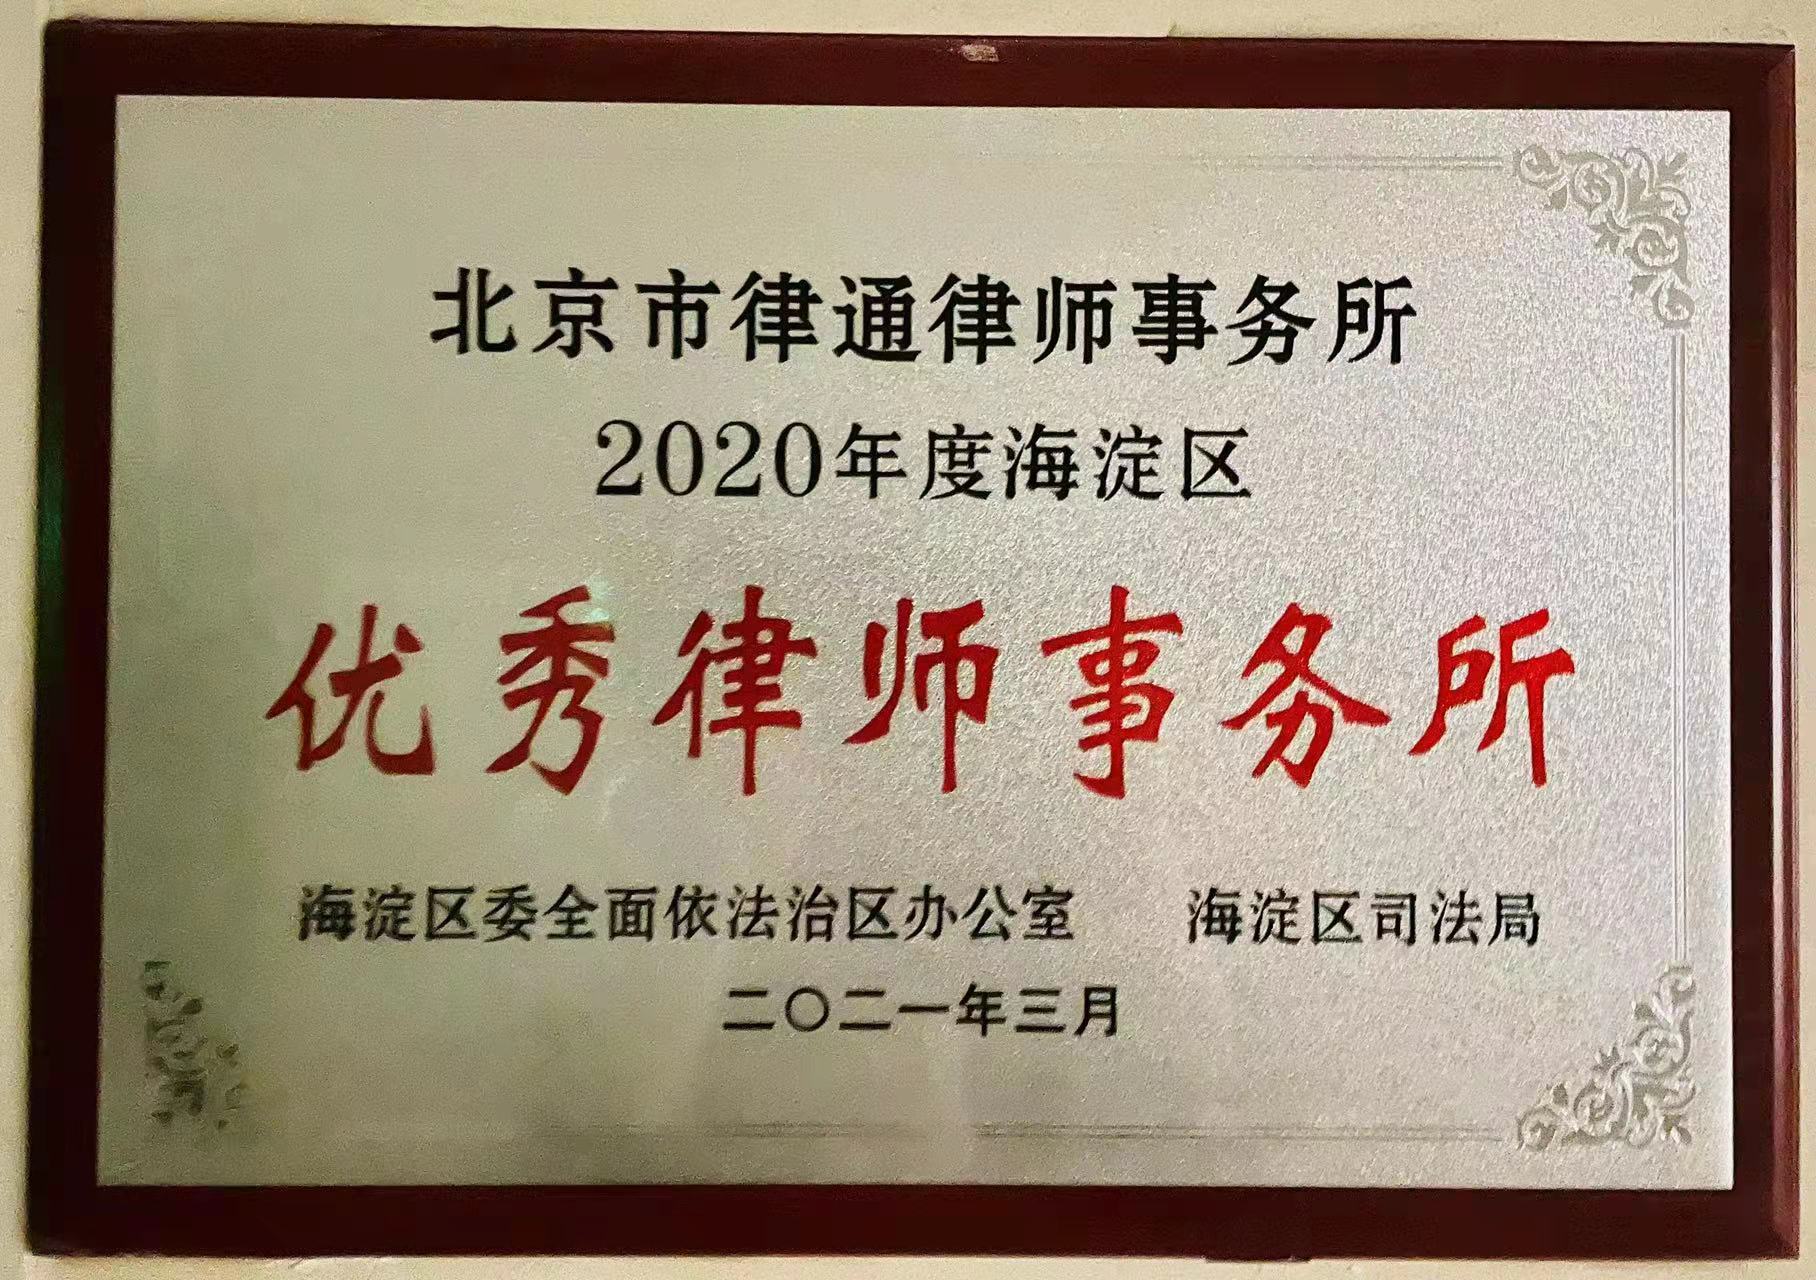 北京市律通律师事务所
2020年度海淀区
优秀律师事务所
海淀区委全面依法治区办公室 海淀区司法局
二〇二一年三月